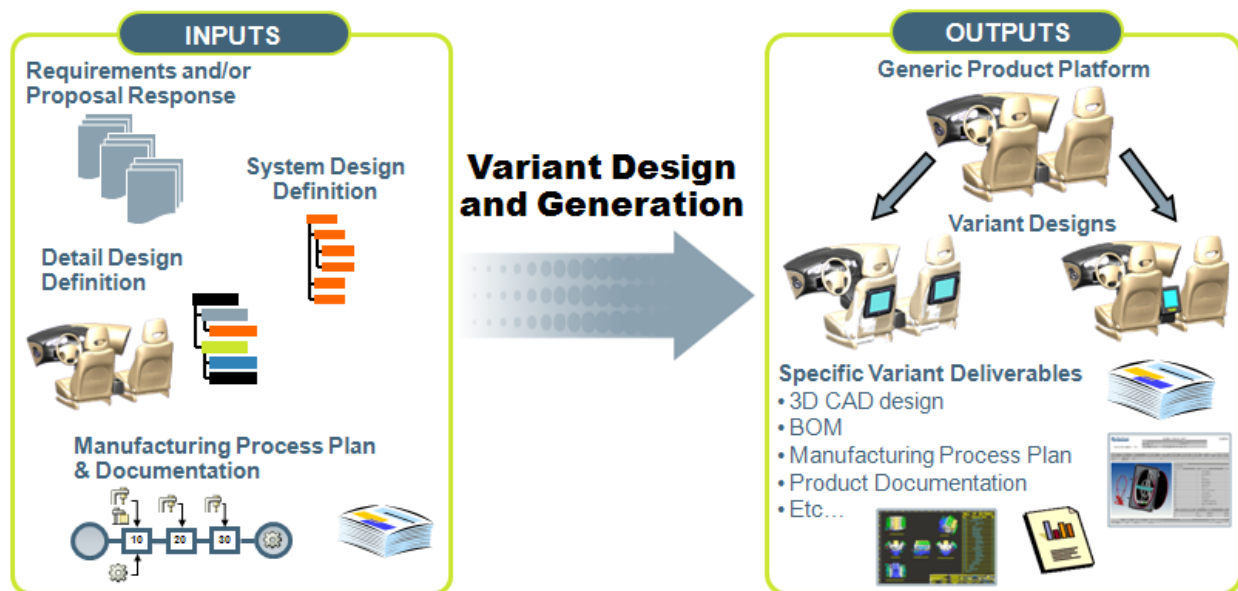 INPUTS
Requirements and/or
Proposal Response
System Design
Definition
Detail Design
Definition
Manufacturing Process Plan
& Documentation
10 20 30
Variant Design
and Generation
OUTPUTS
Generic Product Platform
Variant Designs
Specific Variant Deliverables
• 3D CAD design
• BOM
• Manufacturing Process Plan
• Product Documentation
• Etc…